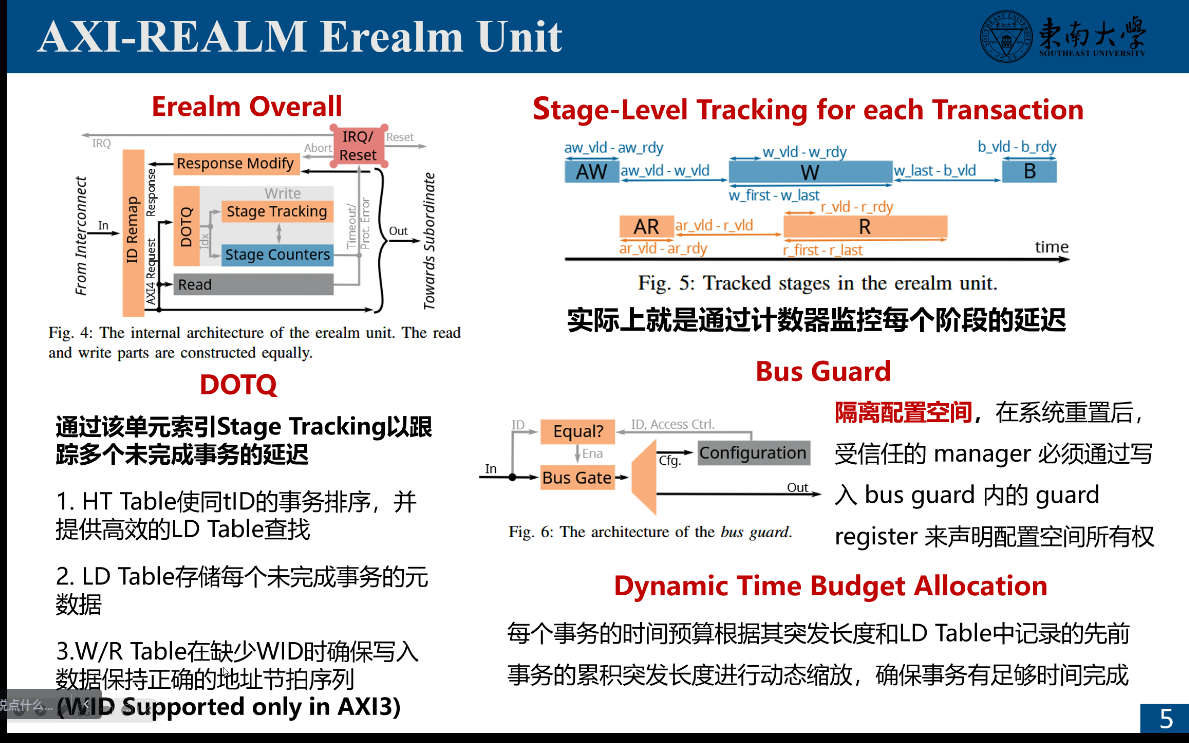 AXI-REALM Erealm Unit
東南大學
SOUTHEAST UNIVERSITY
Erealm Overall
IRQ
Abort
IRQ/
Reset
Reset
From Interconnect
In
ID Remap
Response
AXI4 Request
Response Modify
DOTQ
Idx
Write
Stage Tracking
Stage Counters
Read
Timeout/
Prot. Error
Out
Towards Subordinate
Fig. 4: The internal architecture of the erealm unit. The read
and write parts are constructed equally.
DOTQ
通过该单元索引Stage Tracking以跟
踪多个未完成事务的延迟
1. HT Table使同tID的事务排序，并
提供高效的LD Table查找
2. LD Table存储每个未完成事务的元
数据
3.W/R Table在缺少WID时确保写入
数据保持正确的地址节拍序列
(WID Supported only in AXI3)
说点什么...
Stage-Level Tracking for each Transaction
aw_vld - aw_rdy
AW
aw_vld - w_vld
w_vld - w_rdy
W
w_first - w_last
w_last - b_vld
b_vld - b_rdy
B
AR
ar_vld - ar_rdy
ar_vld - r_vld
r_vld - r_rdy
R
r_first - r_last
time
Fig. 5: Tracked stages in the erealm unit.
实际上就是通过计数器监控每个阶段的延迟
Bus Guard
ID
Equal?
ID, Access Ctrl.
Ena
In
Bus Gate
Cfg.
Configuration
Out
Fig. 6: The architecture of the bus guard.
隔离配置空间，在系统重置后，
受信任的 manager 必须通过写
入 bus guard 内的 guard
register 来声明配置空间所有权
Dynamic Time Budget Allocation
每个事务的时间预算根据其突发长度和LD Table中记录的先前
事务的累积突发长度进行动态缩放，确保事务有足够时间完成
5